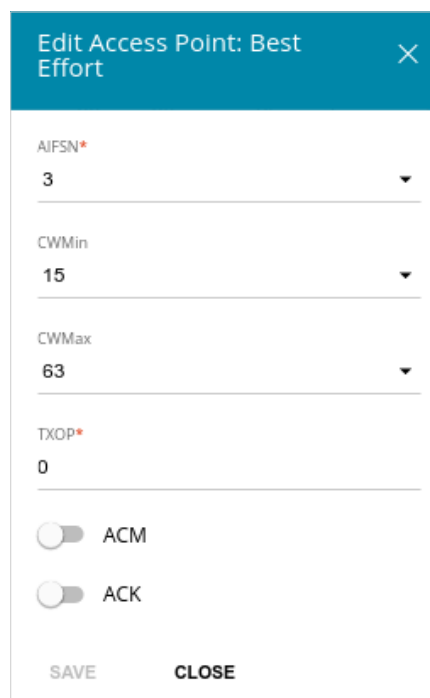 Edit Access Point: Best
Effort
AIFSN*
3
CWMin
15
CWMax
63
TXOP*
0
ACM
ACK
SAVE CLOSE